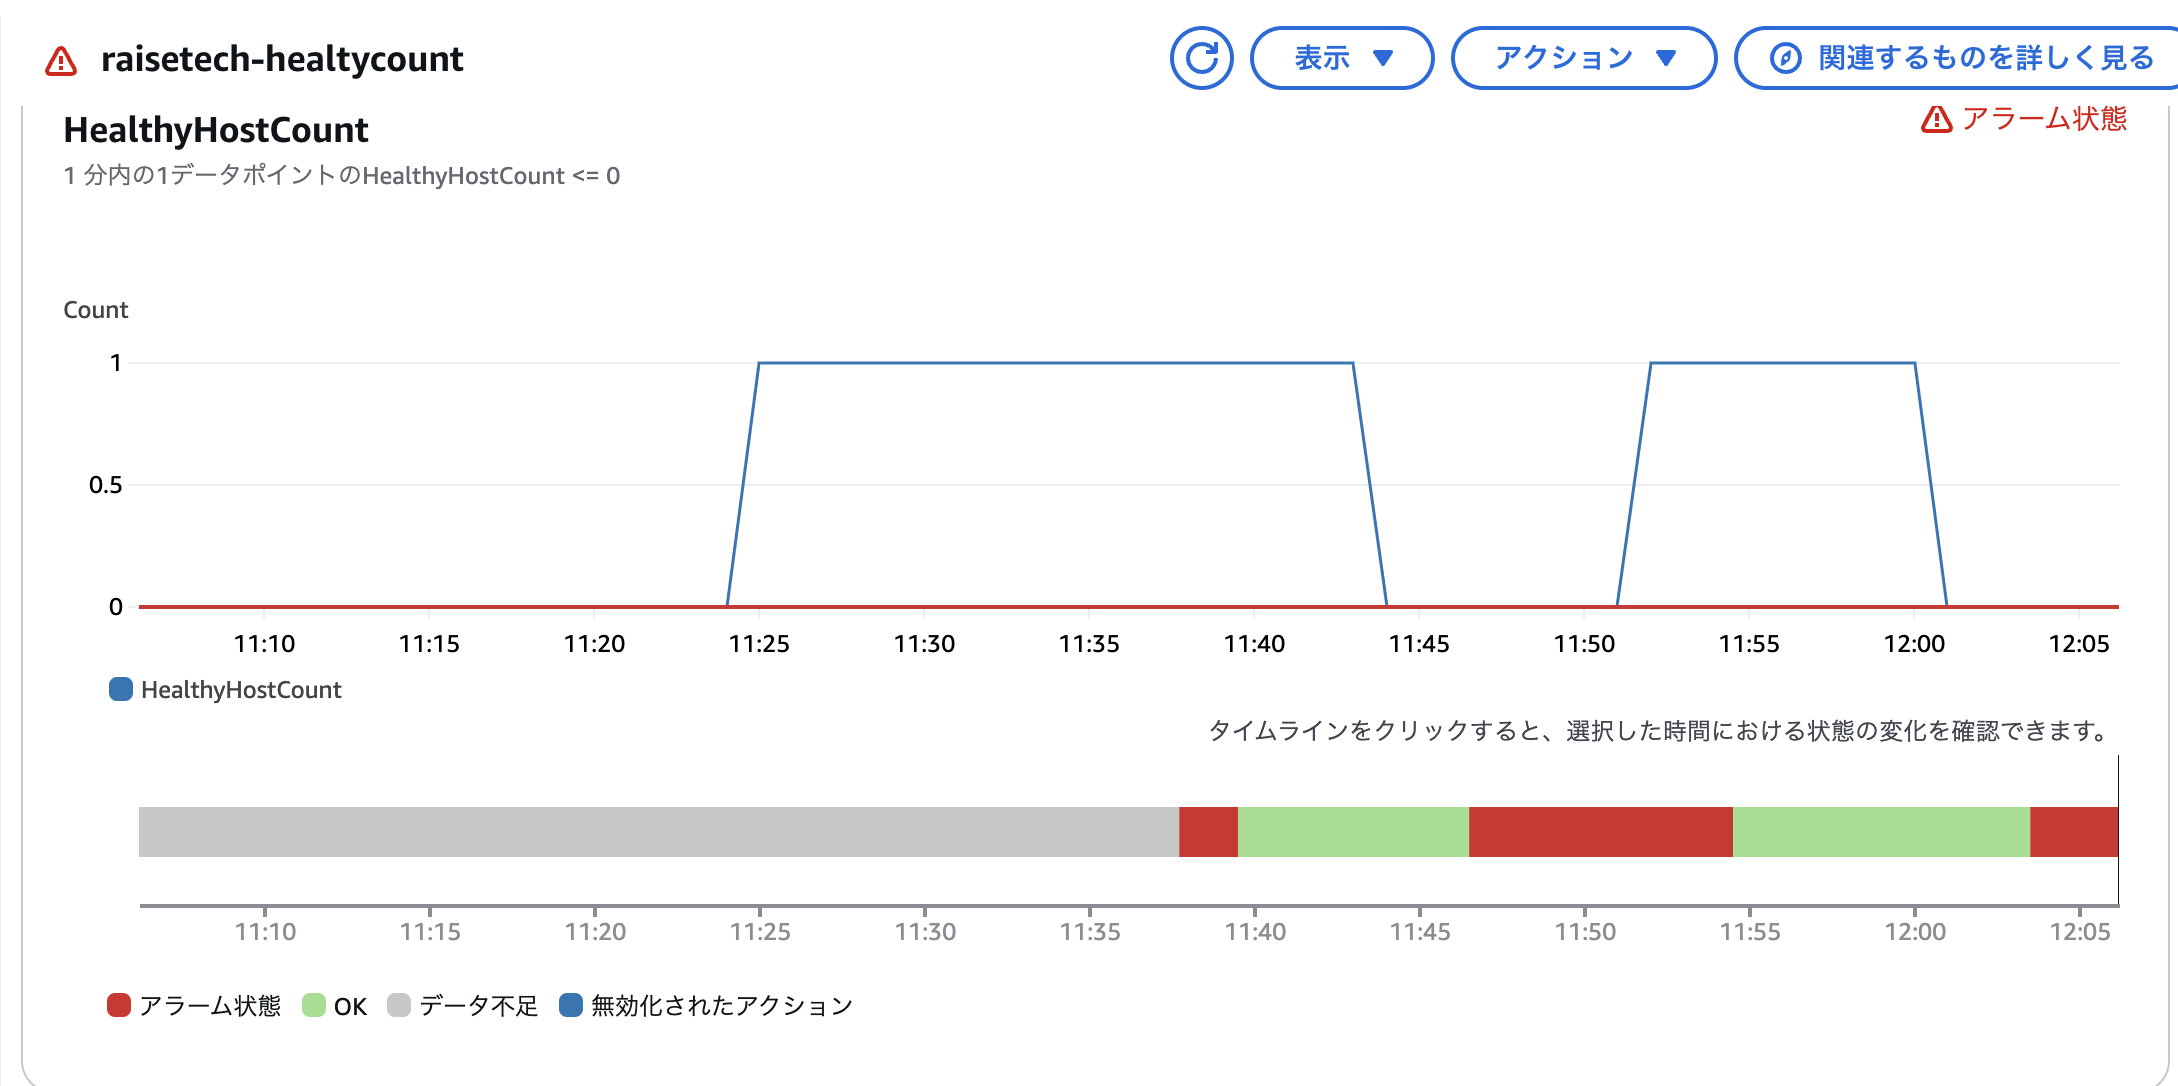 raisetech-healtycount 表示 アクション 関連するものを詳しく見る
HealthyHostCount アラーム状態
1 分内の1データポイントのHealthyHostCount <= 0
Count
1
0.5
0
11:10 11:15 11:20 11:25 11:30 11:35 11:40 11:45 11:50 11:55 12:00 12:05
HealthyHostCount
タイムラインをクリックすると、選択した時間における状態の変化を確認できます。
11:10 11:15 11:20 11:25 11:30 11:35 11:40 11:45 11:50 11:55 12:00 12:05
アラーム状態 OK データ不足 無効化されたアクション